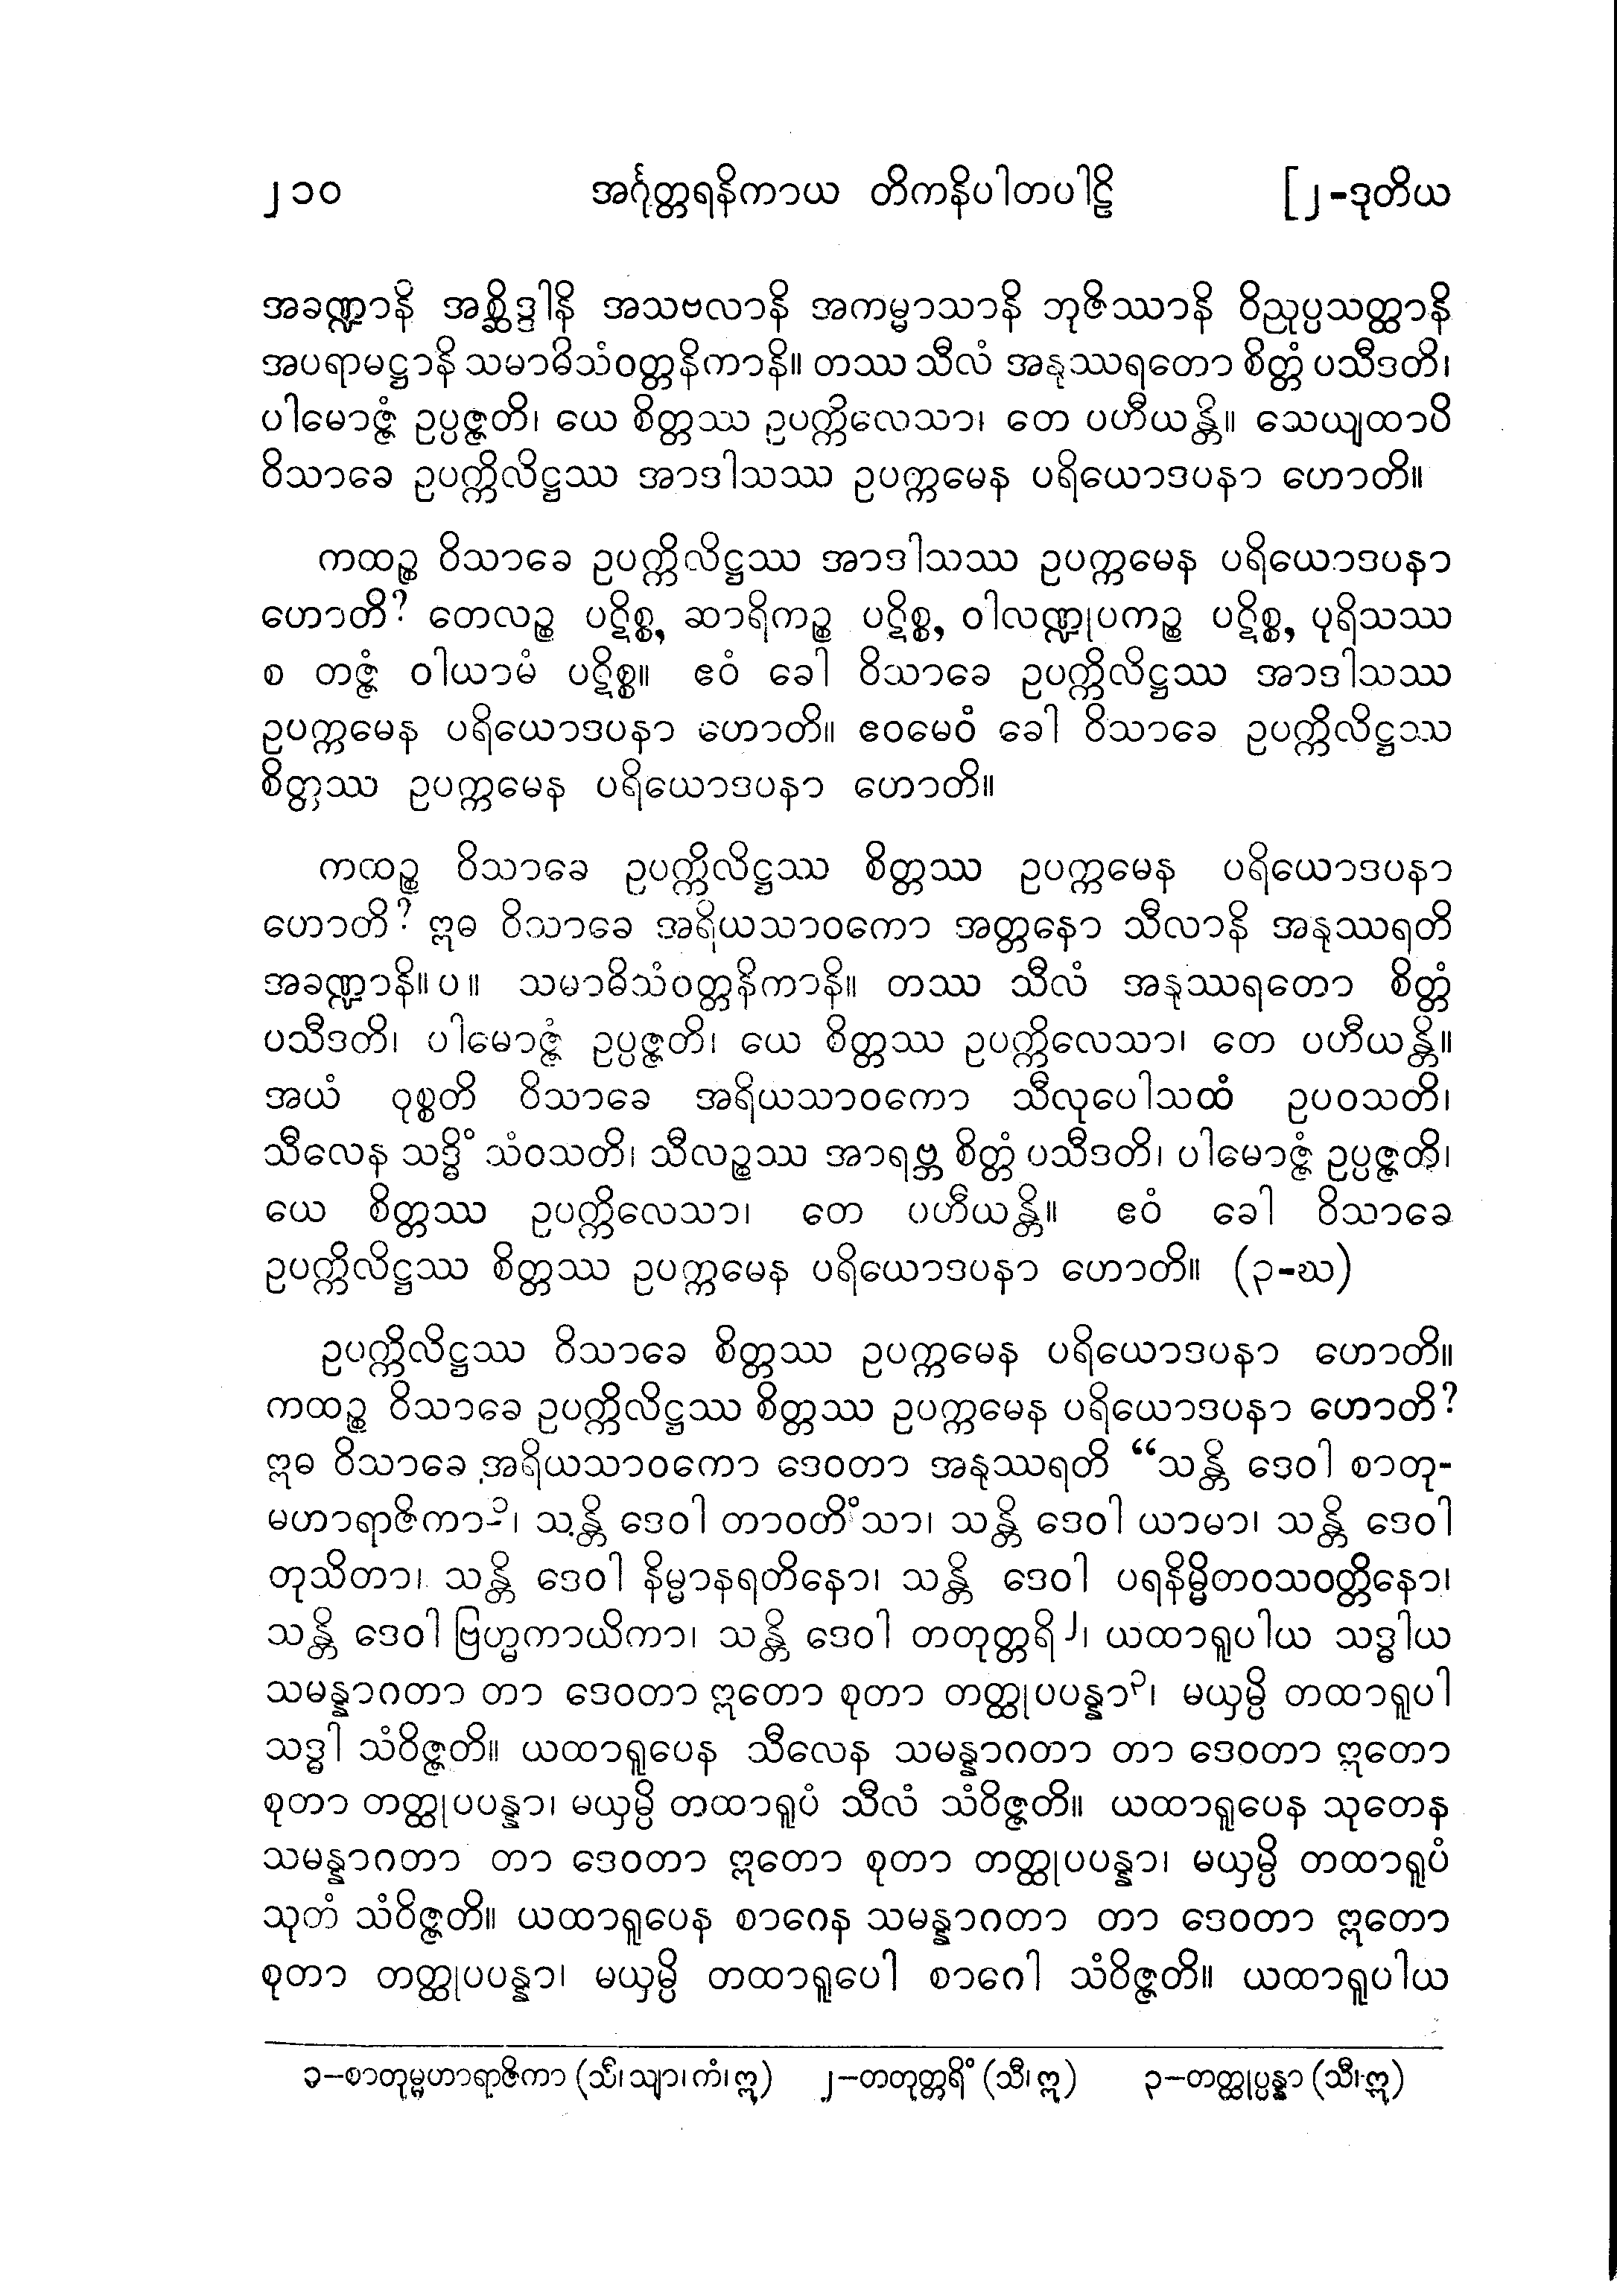 ၂၁၀ အင်္ဂုတ္တရနိကာယ တိကနိပါတပါဠိ [၂-ဒုတိယ
အခဏ္ဍာနိ အစ္ဆိဒ္ဒါနိ အသဗလာနိ အကမ္မာသာနိ ဘုဇိဿာနိ ဝိညုပ္ပသတ္ထာနိ
အပရာမဋ္ဌာနိ သမာဓိသံဝတ္တနိကာနိ။ တဿ သီလံ အနုဿရတော စိတ္တံ ပသီဒတိ၊
ပါမောဇ္ဇံ ဥပ္ပဇ္ဇတိ၊ ယေ စိတ္တဿ ဥပက္ကိလေသာ၊ တေ ပဟီယန္တိ။ သေယျထာပိ
ဝိသာခေ ဥပက္ကိလိဋ္ဌဿ အာဒါသဿ ဥပက္ကမေန ပရိယောဒပနာ ဟောတိ။
ကထဉ္စ ဝိသာခေ ဥပက္ကိလိဋ္ဌဿ အာဒါသဿ ဥပက္ကမေန ပရိယောဒပနာ
ဟောတိ? တေလဉ္စ ပဋိစ္စ, ဆာရိကဉ္စ ပဋိစ္စ, ဝါလဏ္ဍုပကဉ္စ ပဋိစ္စ, ပုရိသဿ
စ တဇ္ဇံ ဝါယာမံ ပဋိစ္စ။ ဧဝံ ခေါ ဝိသာခေ ဥပက္ကိလိဋ္ဌဿ အာဒါသဿ
ဥပက္ကမေန ပရိယောဒပနာ ဟောတိ။ ဧဝမေဝံ ခေါ ဝိသာခေ ဥပက္ကိလိဋ္ဌဿ
စိတ္တဿ ဥပက္ကမေန ပရိယောဒပနာ ဟောတိ။
ကထဉ္စ ဝိသာခေ ဥပက္ကိလိဋ္ဌဿ စိတ္တဿ ဥပက္ကမေန ပရိယောဒပနာ
ဟောတိ? ဣဓ ဝိသာခေ အရိယသာဝကော အတ္တနော သီလာနိ အနုဿရတိ
အခဏ္ဍာနိ။ပ။ သမာဓိသံဝတ္တနိကာနိ။ တဿ သီလံ အနုဿရတော စိတ္တံ
ပသီဒတိ၊ ပါမောဇ္ဇံ ဥပ္ပဇ္ဇတိ၊ ယေ စိတ္တဿ ဥပက္ကိလေသာ၊ တေ ပဟီယန္တိ။
အယံ ဝုစ္စတိ ဝိသာခေ အရိယသာဝကော သီလုပေါသထံ ဥပဝသတိ၊
သီလေန သဒ္ဓိံ သံဝသတိ၊ သီလဉ္စဿ အာရဗ္ဘ စိတ္တံ ပသီဒတိ၊ ပါမောဇ္ဇံ ဥပ္ပဇ္ဇတိ၊
ယေ စိတ္တဿ ဥပက္ကိလေသာ၊ တေ ပဟီယန္တိ။ ဧဝံ ခေါ ဝိသာခေ
ဥပက္ကိလိဋ္ဌဿ စိတ္တဿ ဥပက္ကမေန ပရိယောဒပနာ ဟောတိ။ (၃-ဃ)
ဥပက္ကိလိဋ္ဌဿ ဝိသာခေ စိတ္တဿ ဥပက္ကမေန ပရိယောဒပနာ ဟောတိ။
ကထဉ္စ ဝိသာခေ ဥပက္ကိလိဋ္ဌဿ စိတ္တဿ ဥပက္ကမေန ပရိယောဒပနာ ဟောတိ?
ဣဓ ဝိသာခေ အရိယသာဝကော ဒေဝတာ အနုဿရတိ “သန္တိ ဒေဝါ စာတု-
မဟာရာဇိကာ၁၊ သန္တိ ဒေဝါ တာဝတိံသာ၊ သန္တိ ဒေဝါ ယာမာ၊ သန္တိ ဒေဝါ
တုသိတာ၊ သန္တိ ဒေဝါ နိမ္မာနရတိနော၊ သန္တိ ဒေဝါ ပရနိမ္မိတဝသဝတ္တိနော၊
သန္တိ ဒေဝါ ဗြဟ္မကာယိကာ၊ သန္တိ ဒေဝါ တတုတ္တရိ၂၊ ယထာရူပါယ သဒ္ဓါယ
သမန္နာဂတာ တာ ဒေဝတာ ဣတော စုတာ တတ္ထုပပန္နာ၃၊ မယှမ္ပိ တထာရူပါ
သဒ္ဓါ သံဝိဇ္ဇတိ။ ယထာရူပေန သီလေန သမန္နာဂတာ တာ ဒေဝတာ ဣတော
စုတာ တတ္ထုပပန္နာ၊ မယှမ္ပိ တထာရူပံ သီလံ သံဝိဇ္ဇတိ။ ယထာရူပေန သုတေန
သမန္နာဂတာ တာ ဒေဝတာ ဣတော စုတာ တတ္ထုပပန္နာ၊ မယှမ္ပိ တထာရူပံ
သုတံ သံဝိဇ္ဇတိ။ ယထာရူပေန စာဂေန သမန္နာဂတာ တာ ဒေဝတာ ဣတော
စုတာ တတ္ထုပပန္နာ၊ မယှမ္ပိ တထာရူပေါ စာဂေါ သံဝိဇ္ဇတိ။ ယထာရူပါယ
၁-စာတုမ္မဟာရာဇိကာ (သီ၊သျာ၊ကံ၊ဣ) ၂-တတုတ္တရိံ (သီ၊ဣ) ၃-တတ္ထုပ္ပန္နာ (သီ၊ဣ)